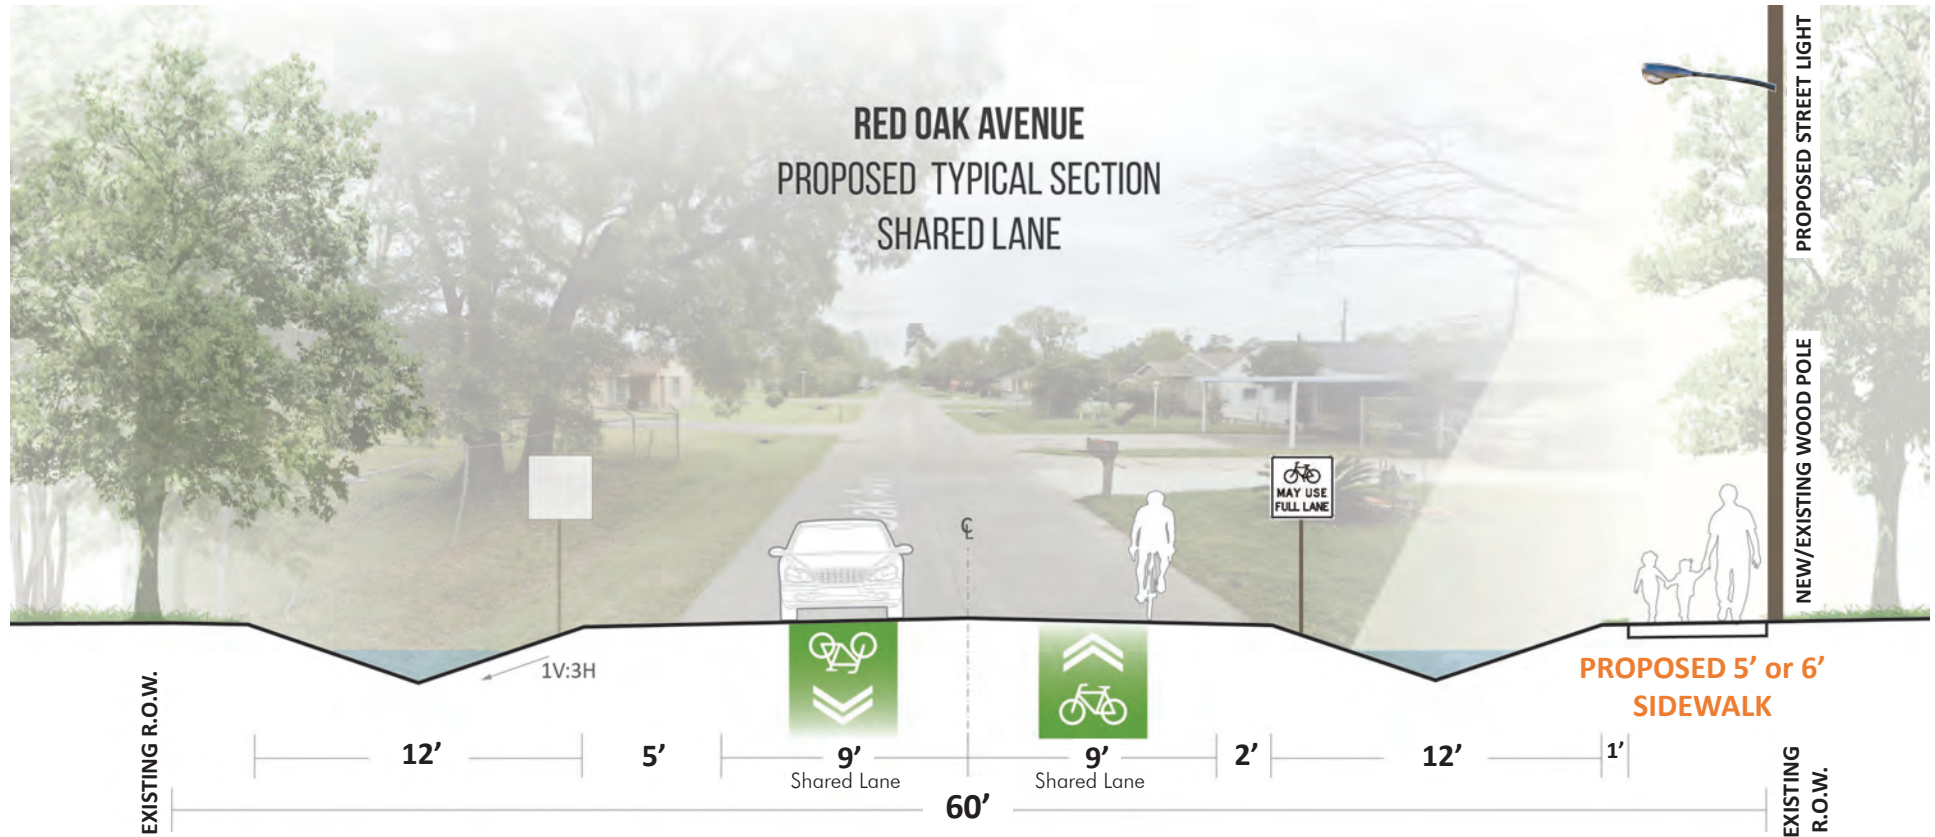 RED OAK AVENUE
PROPOSED TYPICAL SECTION
SHARED LANE
PROPOSED STREET LIGHT
NEW/EXISTING WOOD POLE
MAY USE
FULL LANE
℄
1V:3H
PROPOSED 5’ or 6’
SIDEWALK
EXISTING R.O.W.
12’
5’
9’
Shared Lane
9’
Shared Lane
2’
12’
1’
60’
EXISTING
R.O.W.